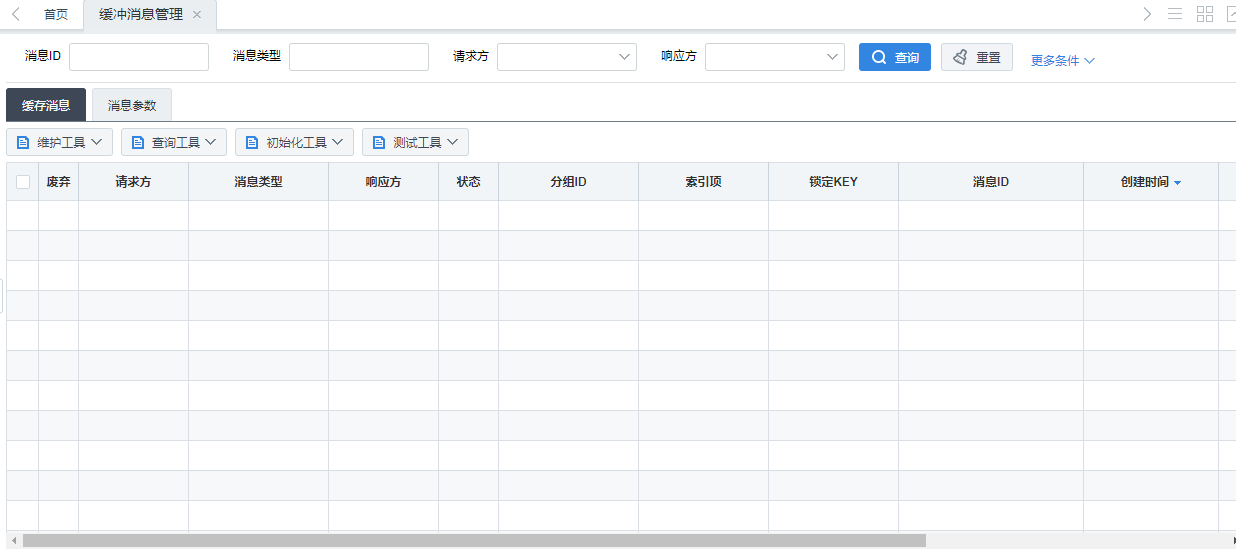 首页 缓冲消息管理
消息ID 消息类型 请求方 响应方 查询 重置 更多条件
缓存消息 消息参数
维护工具 查询工具 初始化工具 测试工具
废弃 请求方 消息类型 响应方 状态 分组ID 索引项 锁定KEY 消息ID 创建时间